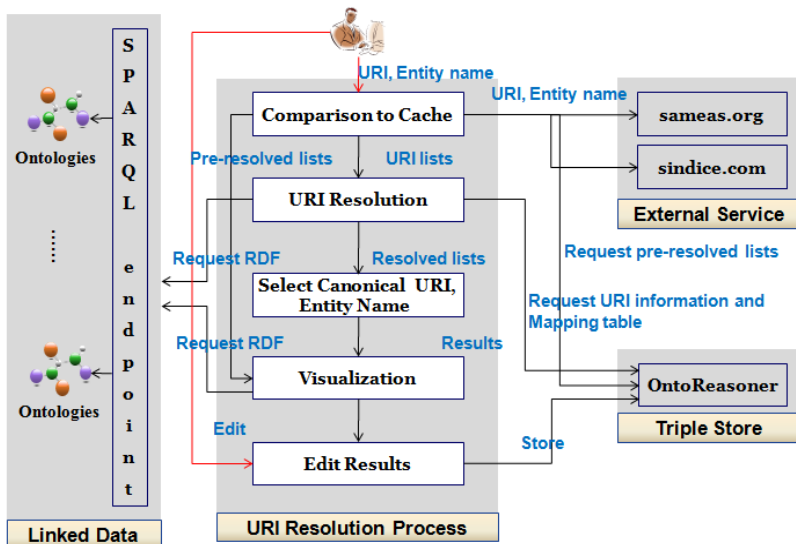 S
P
A
R
Q
L
e
n
d
p
o
i
n
t
Ontologies
......
Ontologies
Linked Data
URI, Entity name
Comparison to Cache
Pre-resolved lists
URI lists
URI Resolution
Request RDF
Resolved lists
Select Canonical URI,
Entity Name
Request RDF
Results
Visualization
Edit
Edit Results
Store
URI Resolution Process
URI, Entity name
sameas.org
sindice.com
External Service
Request pre-resolved lists
Request URI information and
Mapping table
OntoReasoner
Triple Store